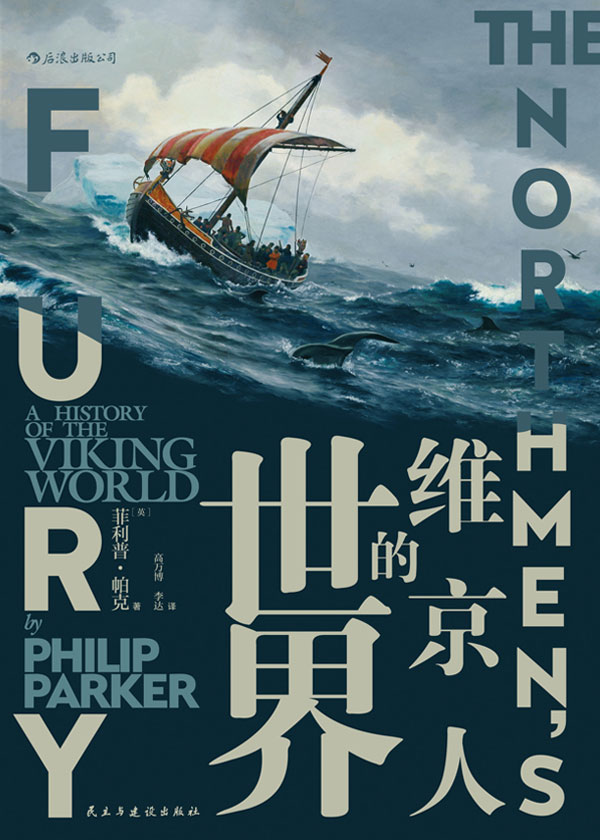 后浪出版公司
THE
NORTHMEN'S
FURY
A HISTORY
OF THE
VIKING
WORLD
维京人
的
世界
[英]
菲利普·帕克
著
高万博
李达
译
by
PHILIP
PARKER
民主与建设出版社